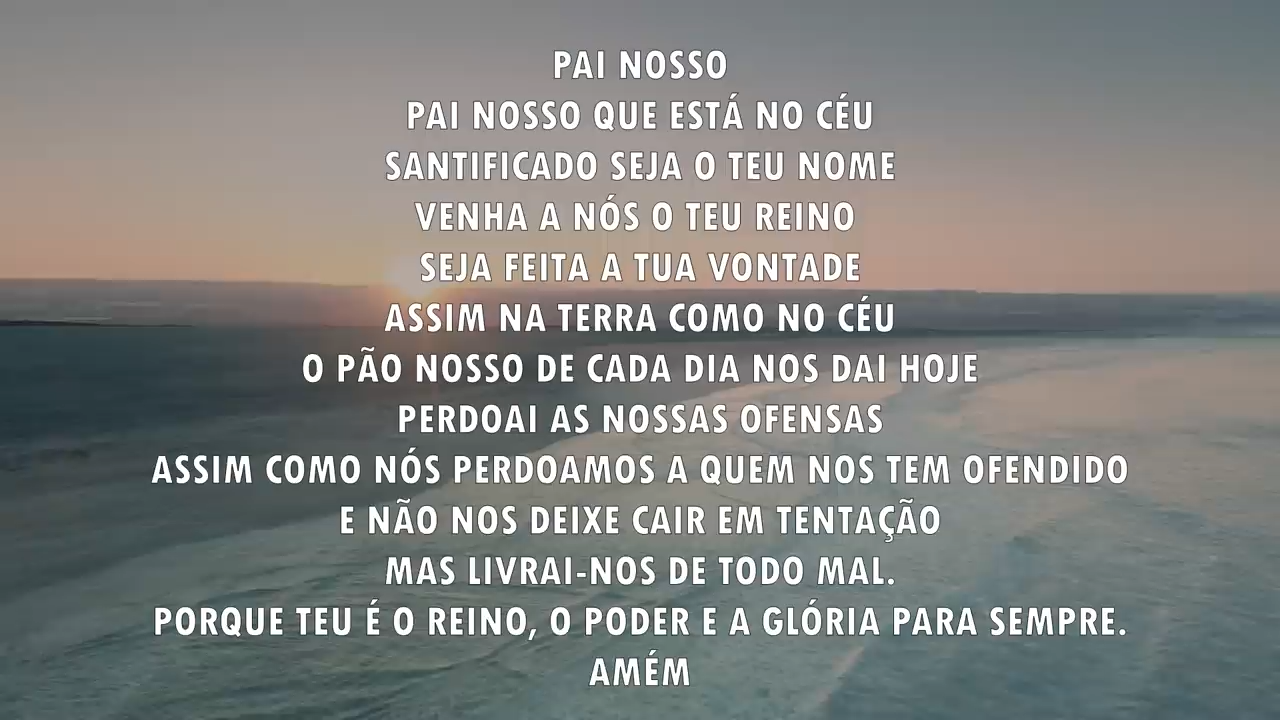 PAI NOSSO
PAI NOSSO QUE ESTÁ NO CÉU
SANTIFICADO SEJA O TEU NOME
VENHA A NÓS O TEU REINO
SEJA FEITA A TUA VONTADE
ASSIM NA TERRA COMO NO CÉU
O PÃO NOSSO DE CADA DIA NOS DAI HOJE
PERDOAI AS NOSSAS OFENSAS
ASSIM COMO NÓS PERDOAMOS A QUEM NOS TEM OFENDIDO
E NÃO NOS DEIXE CAIR EM TENTAÇÃO
MAS LIVRAI-NOS DE TODO MAL.
PORQUE TEU É O REINO, O PODER E A GLÓRIA PARA SEMPRE.
AMÉM